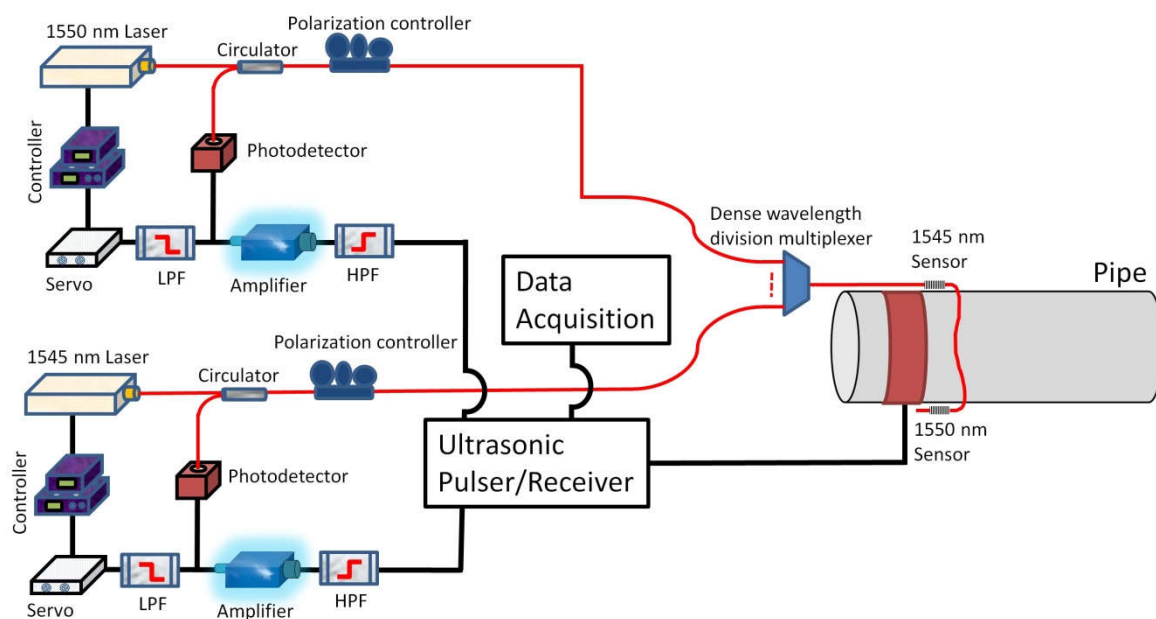 1550 nm Laser
Polarization controller
Circulator
Controller
Photodetector
Servo
LPF
Amplifier
HPF
Dense wavelength
division multiplexer
1545 nm
Sensor
Pipe
Data
Acquisition
1545 nm Laser
Polarization controller
Circulator
Controller
Photodetector
Ultrasonic
Pulser/Receiver
1550 nm
Sensor
Servo
LPF
Amplifier
HPF